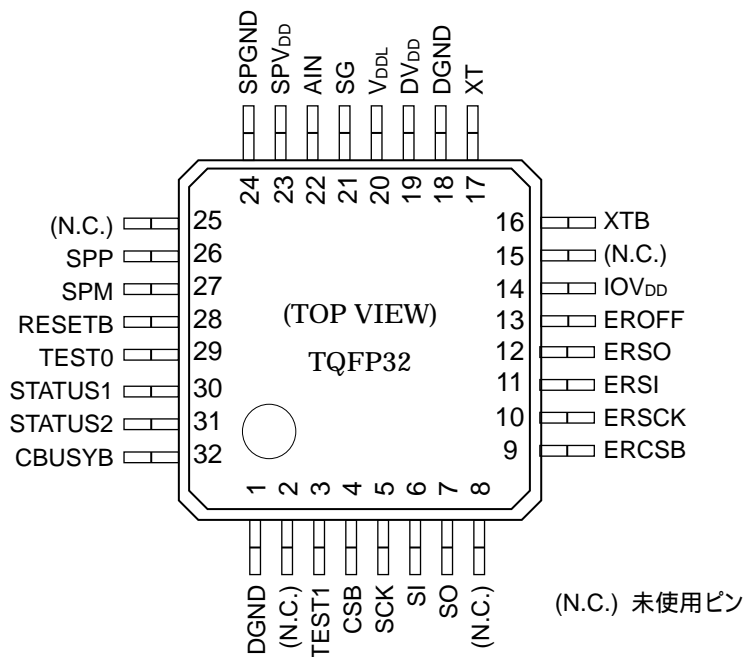 SPGND SPVDD AIN SG VDDL DVDD DGND XT
24 23 22 21 20 19 18 17
(N.C.) 25
SPP 26
SPM 27
RESETB 28
TEST0 29
STATUS1 30
STATUS2 31
CBUSYB 32
(TOP VIEW)
TQFP32
16 XTB
15 (N.C.)
14 IOVDD
13 EROFF
12 ERSO
11 ERSI
10 ERSCK
9 ERCSB
1 2 3 4 5 6 7 8
DGND (N.C.) TEST1 CSB SCK SI SO (N.C.)
(N.C.) 未使用ピン